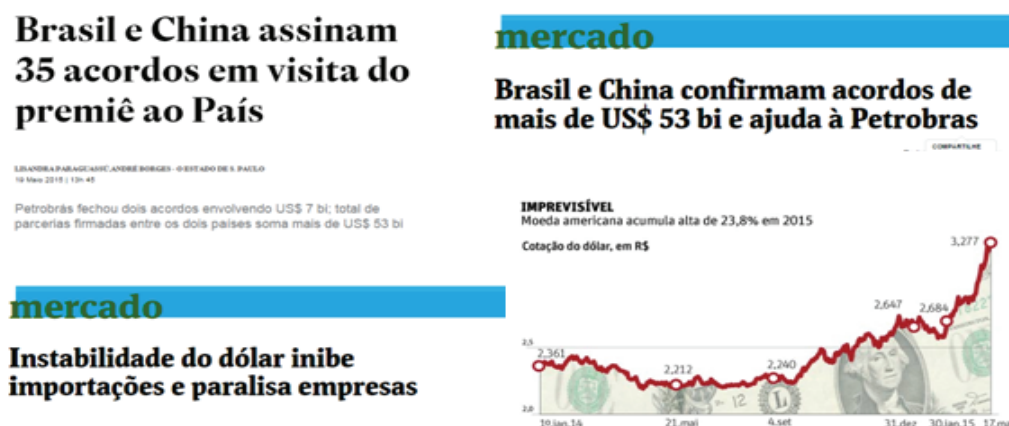 Brasil e China assinam
35 acordos em visita do
premiê ao País
LISANDRA PARAGUASSÚ, ANDRÉ BORGES - O ESTADO DE S. PAULO
19 Maio 2015 | 13h 45
Petrobrás fechou dois acordos envolvendo US$ 7 bi; total de
parcerias firmadas entre os dois países soma mais de US$ 53 bi
mercado
Instabilidade do dólar inibe
importações e paralisa empresas
mercado
Brasil e China confirmam acordos de
mais de US$ 53 bi e ajuda à Petrobras
COMPARTILHE
IMPREVISÍVEL
Moeda americana acumula alta de 23,8% em 2015
Cotação do dólar, em R$
3,277
2,647 2,684
2,5
2,361
2,212 2,240
12 L
2,0
1º.jan.14 21.mai 4.set 31.dez 30.jan.15 17.ma